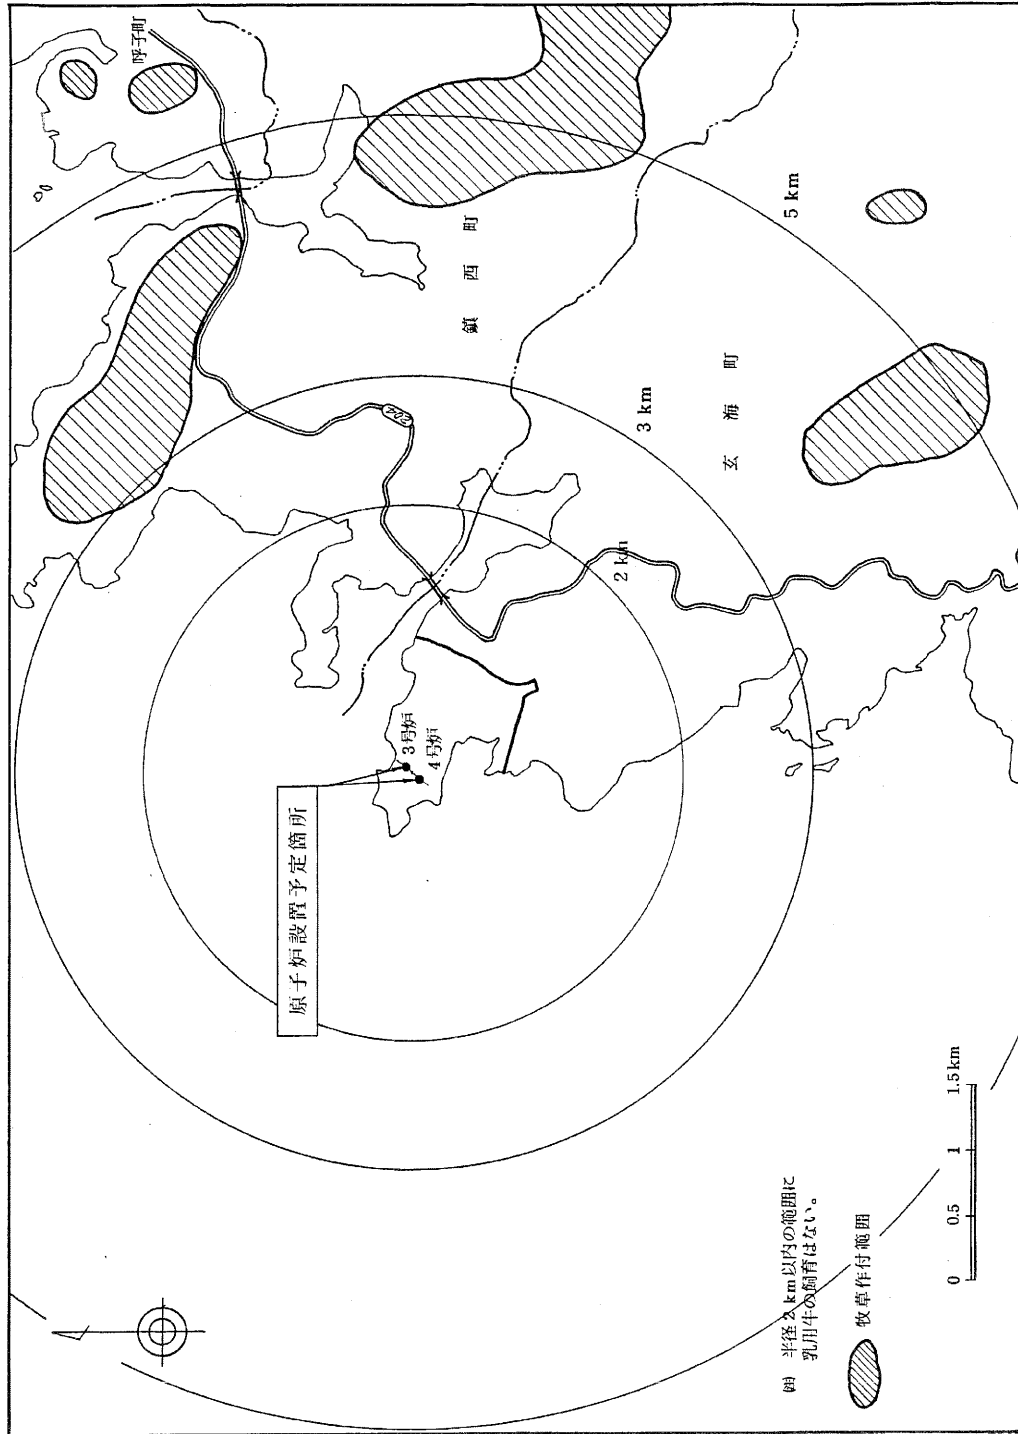 呼子町
鎮西町
玄海町
204
5 km
3 km
2 km
3号炉
4号炉
原子炉設置予定箇所
(註) 半径2km以内の範囲に
乳用牛の飼育はない。
牧草作付範囲
0 0.5 1 1.5km